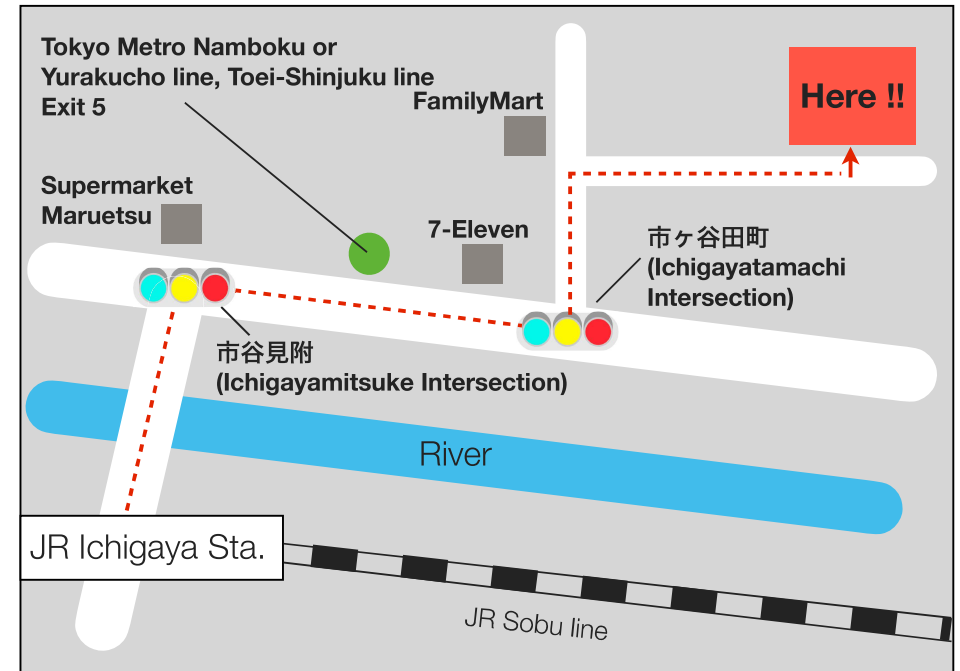 Tokyo Metro Namboku or
Yurakucho line, Toei-Shinjuku line
Exit 5
FamilyMart
Here !!
Supermarket
Maruetsu
7-Eleven
市ヶ谷田町
(Ichigayatamachi
Intersection)
市谷見附
(Ichigayamitsuke Intersection)
River
JR Ichigaya Sta.
JR Sobu line